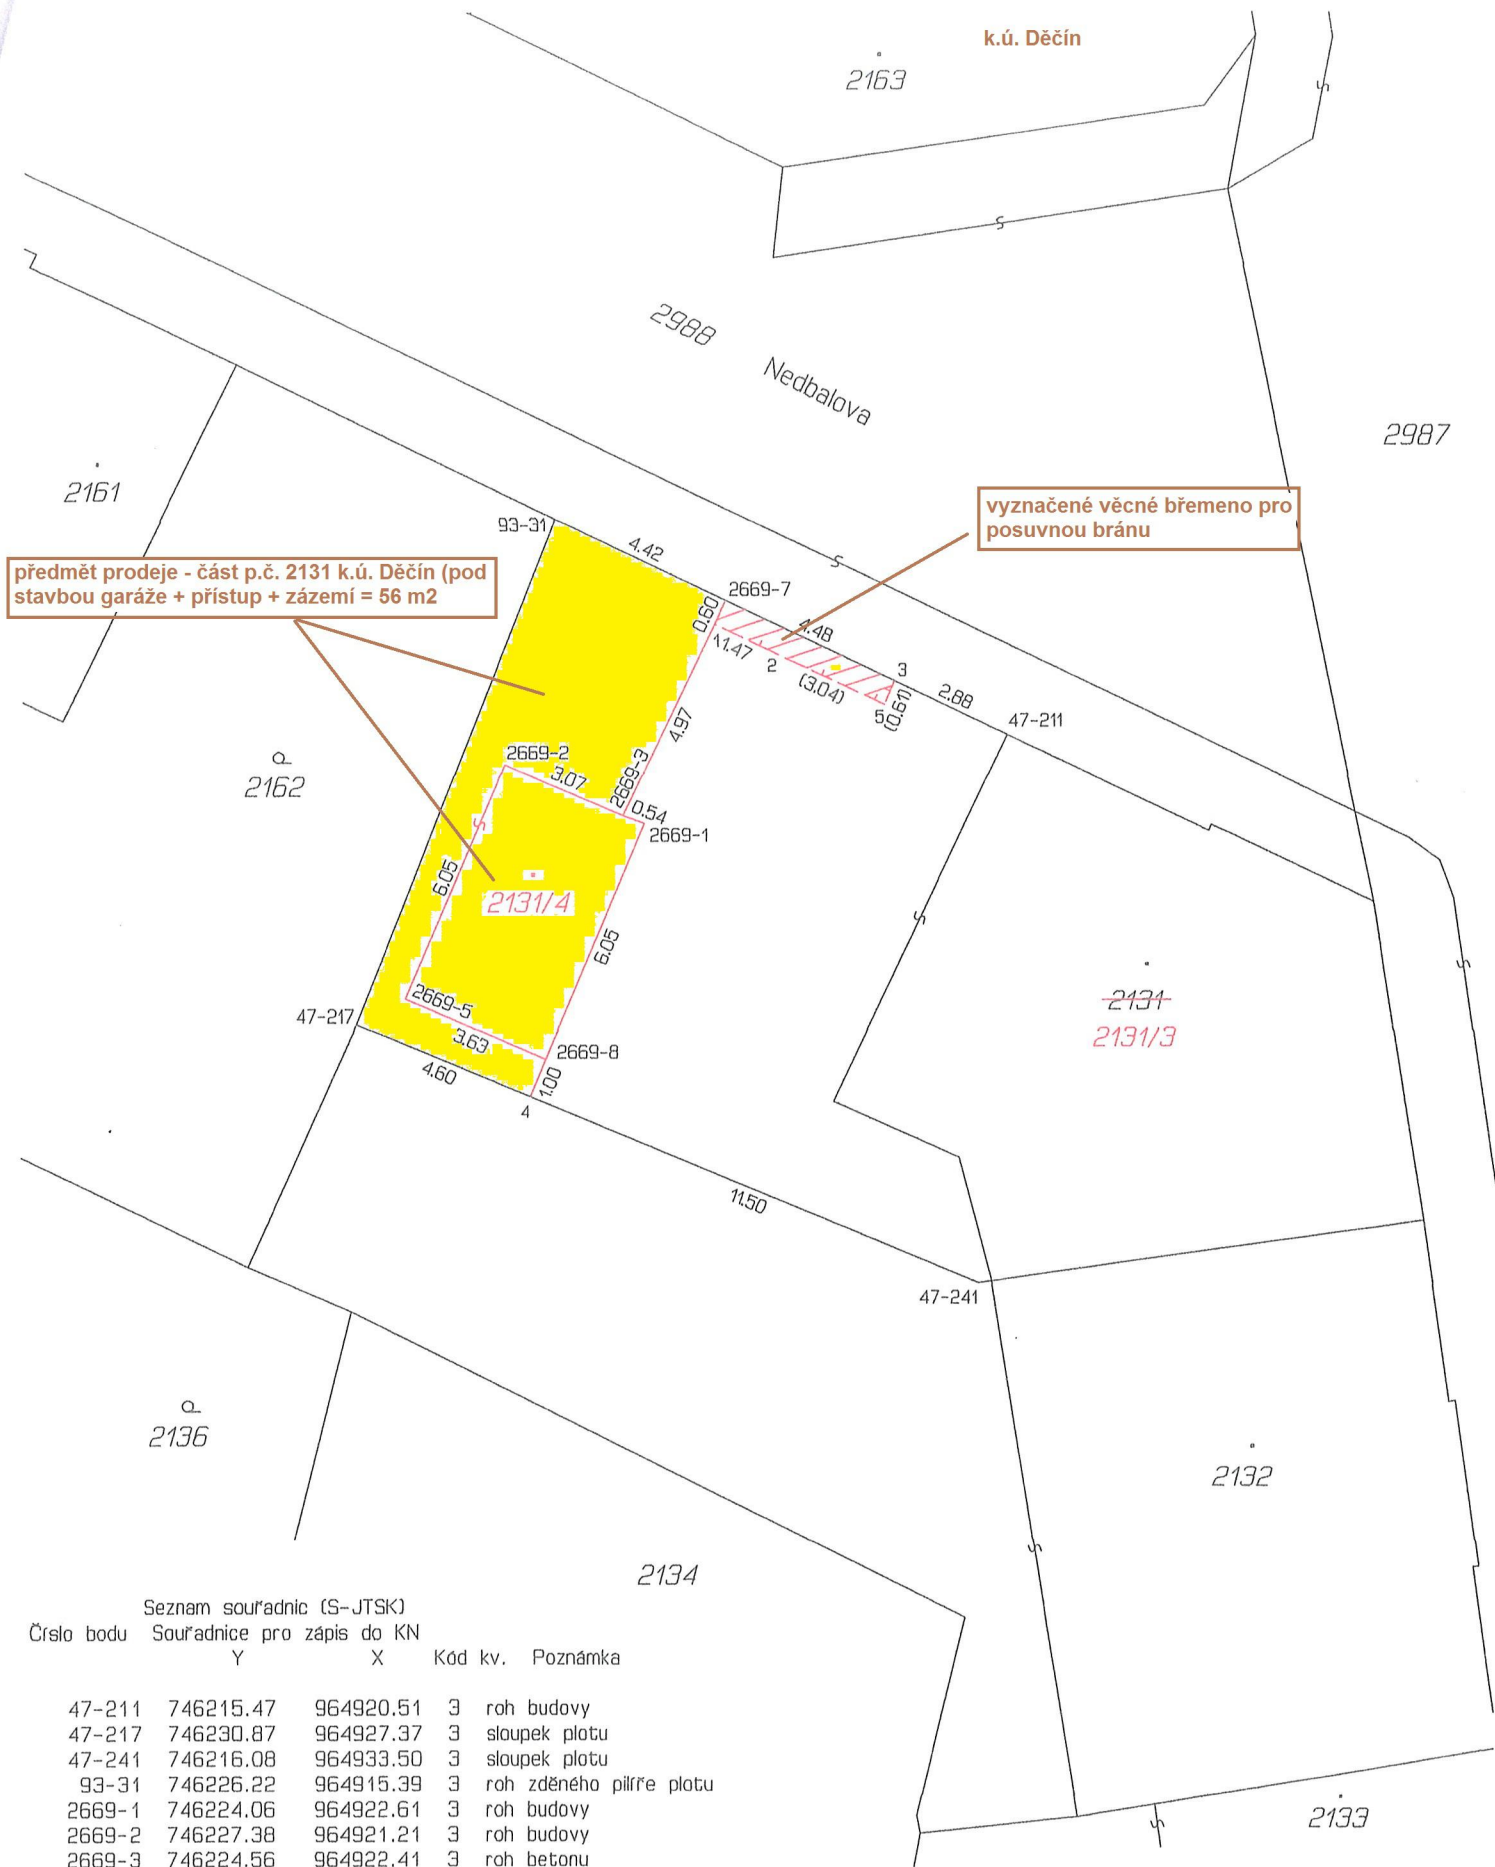 k.ú. Děčín
2163
2988
Nedbalova
2987
2161
93-31
4.42
vyznačené věcné břemeno pro
posuvnou bránu
předmět prodeje - část p.č. 2131 k.ú. Děčín (pod
stavbou garáže + přístup + zázemí = 56 m2
2669-7
0.60
4.48
11.47
2
3
(3.04)
5
(0.61)
2.88
47-211
4.97
2669-2
3.07
2669-3
0.54
2669-1
2162
6.05
2131/4
6.05
2131
2131/3
2669-5
47-217
3.63
2669-8
4.60
1.00
4
11.50
47-241
2136
2132
2134
2133
Seznam souřadnic (S-JTSK)
Číslo bodu Souřadnice pro zápis do KN
Y X Kód kv. Poznámka
47-211 746215.47 964920.51 3 roh budovy
47-217 746230.87 964927.37 3 sloupek plotu
47-241 746216.08 964933.50 3 sloupek plotu
93-31 746226.22 964915.39 3 roh zděného pilíře plotu
2669-1 746224.06 964922.61 3 roh budovy
2669-2 746227.38 964921.21 3 roh budovy
2669-3 746224.56 964922.41 3 roh betonu